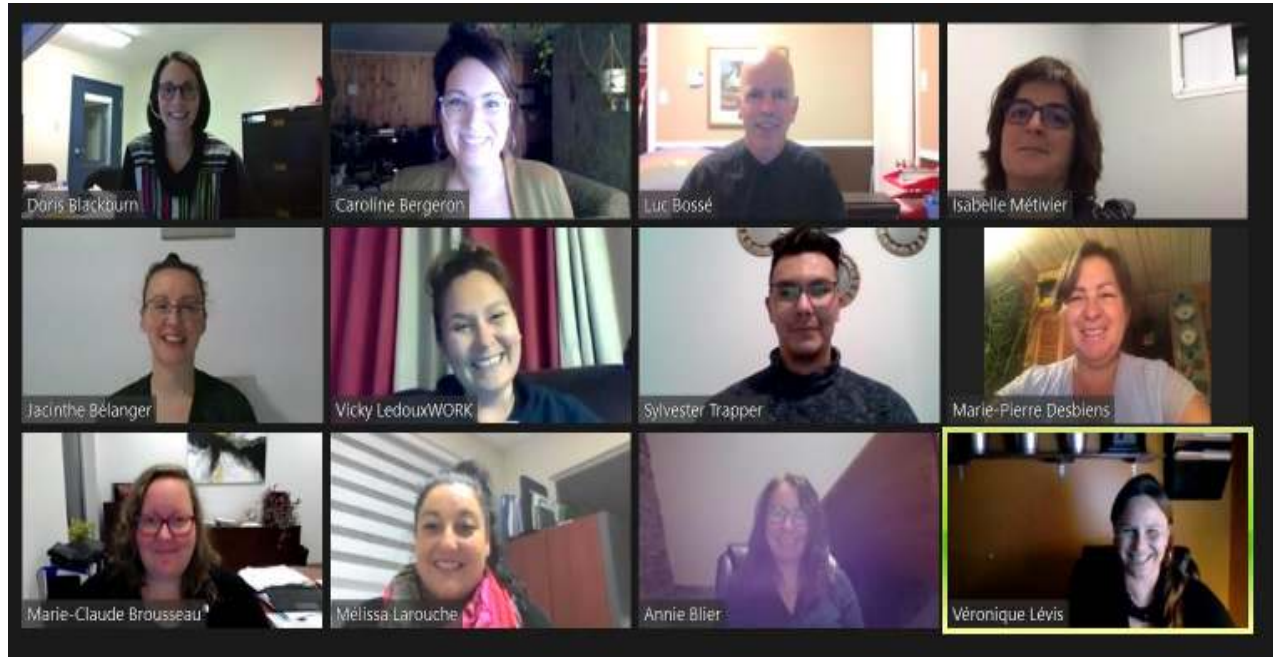 Doris Blackburn
Caroline Bergeron
Luc Bossé
Isabelle Métivier
Jacinthe Bélanger
Vicky LedouxWORK
Sylvester Trapper
Marie-Pierre Desbiens
Marie-Claude Brousseau
Mélissa Larouche
Annie Blier
Véronique Lévis